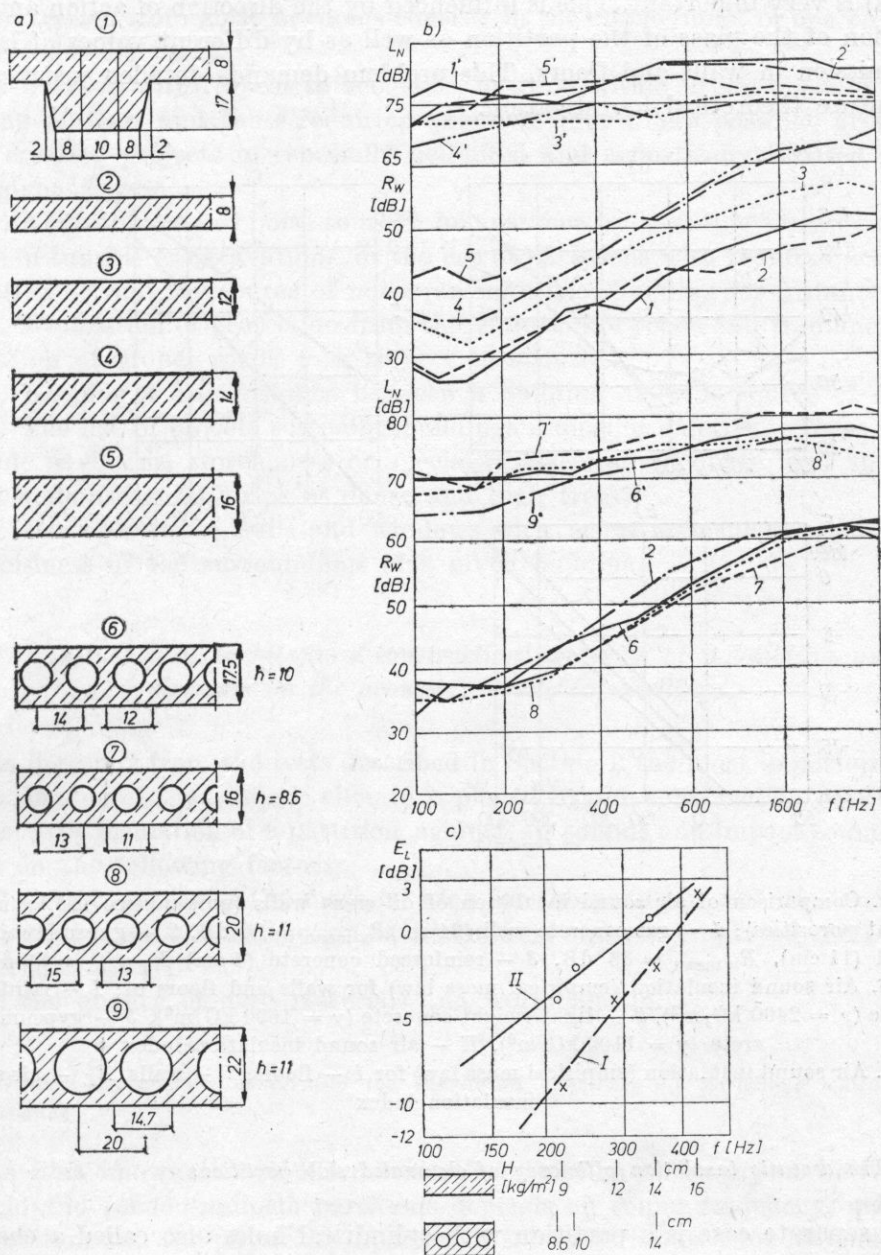 a)
①
8
17
2 8 10 8 2
②
8
③
12
④
14
⑤
16
⑥
17.5
h=10
14 12
⑦
16
h=8.6
13 11
⑧
20
h=11
15 13
⑨
22
h=11
14.7
20
b)
L_N
[dB]
75
65
1' 5' 2' 4' 3'
R_W
[dB]
50
40
30
5 4 3 1 2
L_N
[dB]
80
70
60
7 9 6 8
R_W
[dB]
50
40
30
20
2 7 6 8
100 200 400 800 1600 f[Hz]
c)
E_L
[dB]
3
0
-5
-10
-12
II
I
100 150 200 300 400 f[Hz]
H
[kg/m²] 9 12 14 16
cm
cm
8.6 10 14